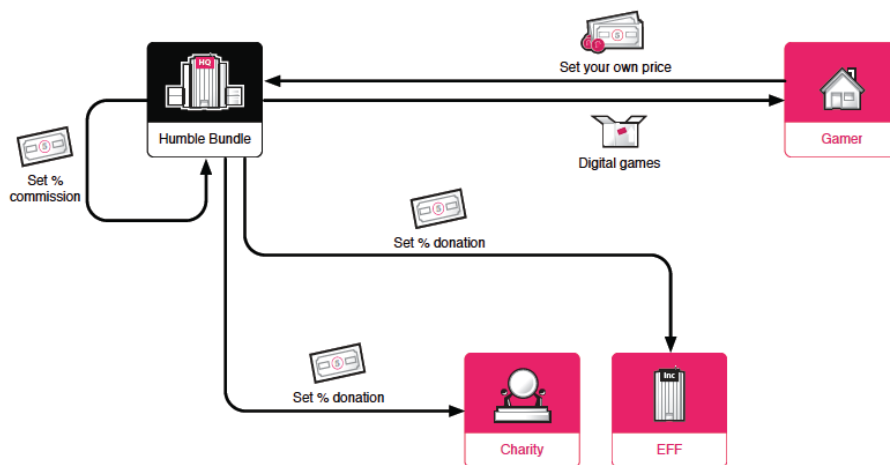 HQ
Humble Bundle
Set your own price
Digital games
Gamer
Set %
commission
Set % donation
Set % donation
Charity
Inc
EFF